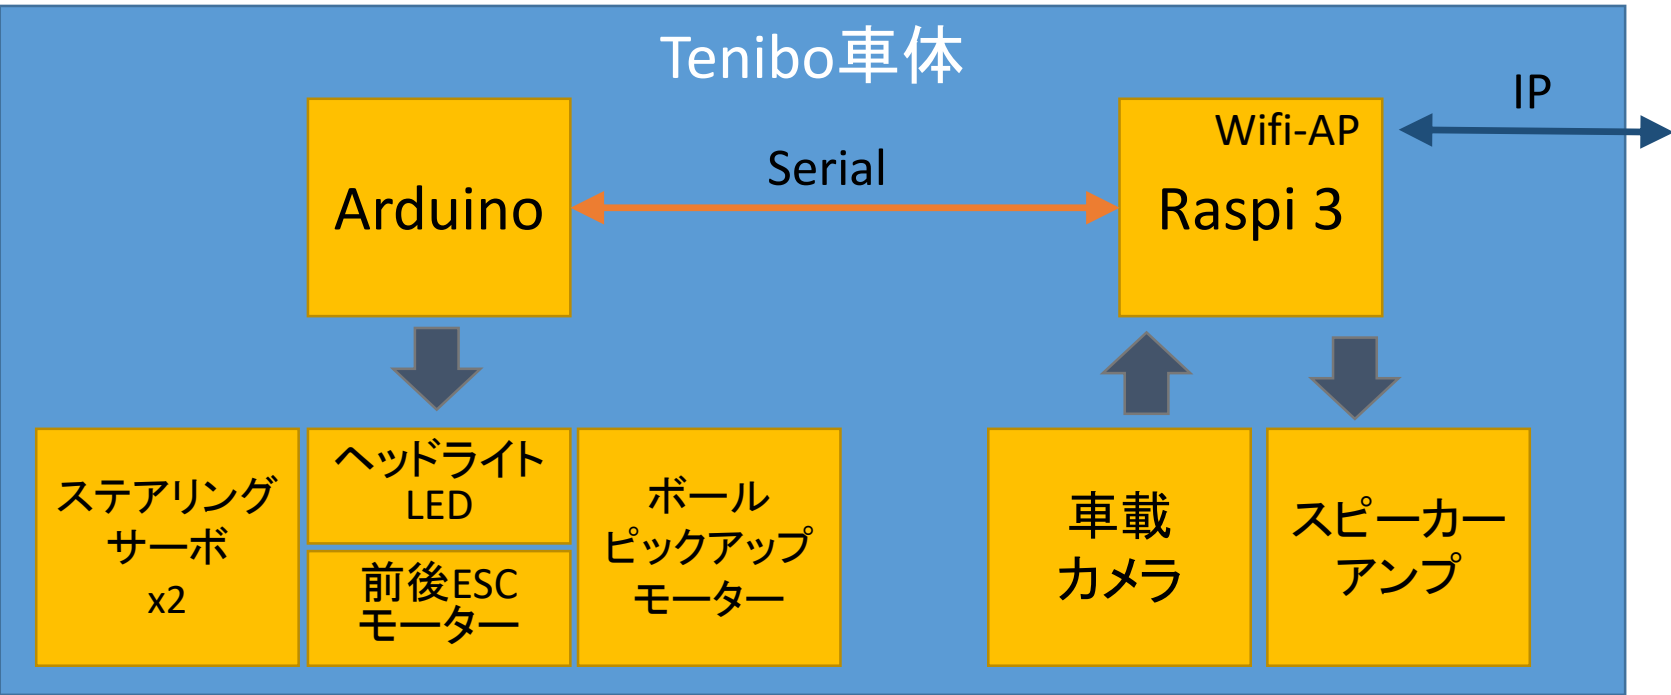 Tenibo車体
IP
Wifi-AP
Serial
Arduino
Raspi 3
ステアリング
サーボ
x2
ヘッドライト
LED
前後ESC
モーター
ボール
ピックアップ
モーター
車載
カメラ
スピーカー
アンプ